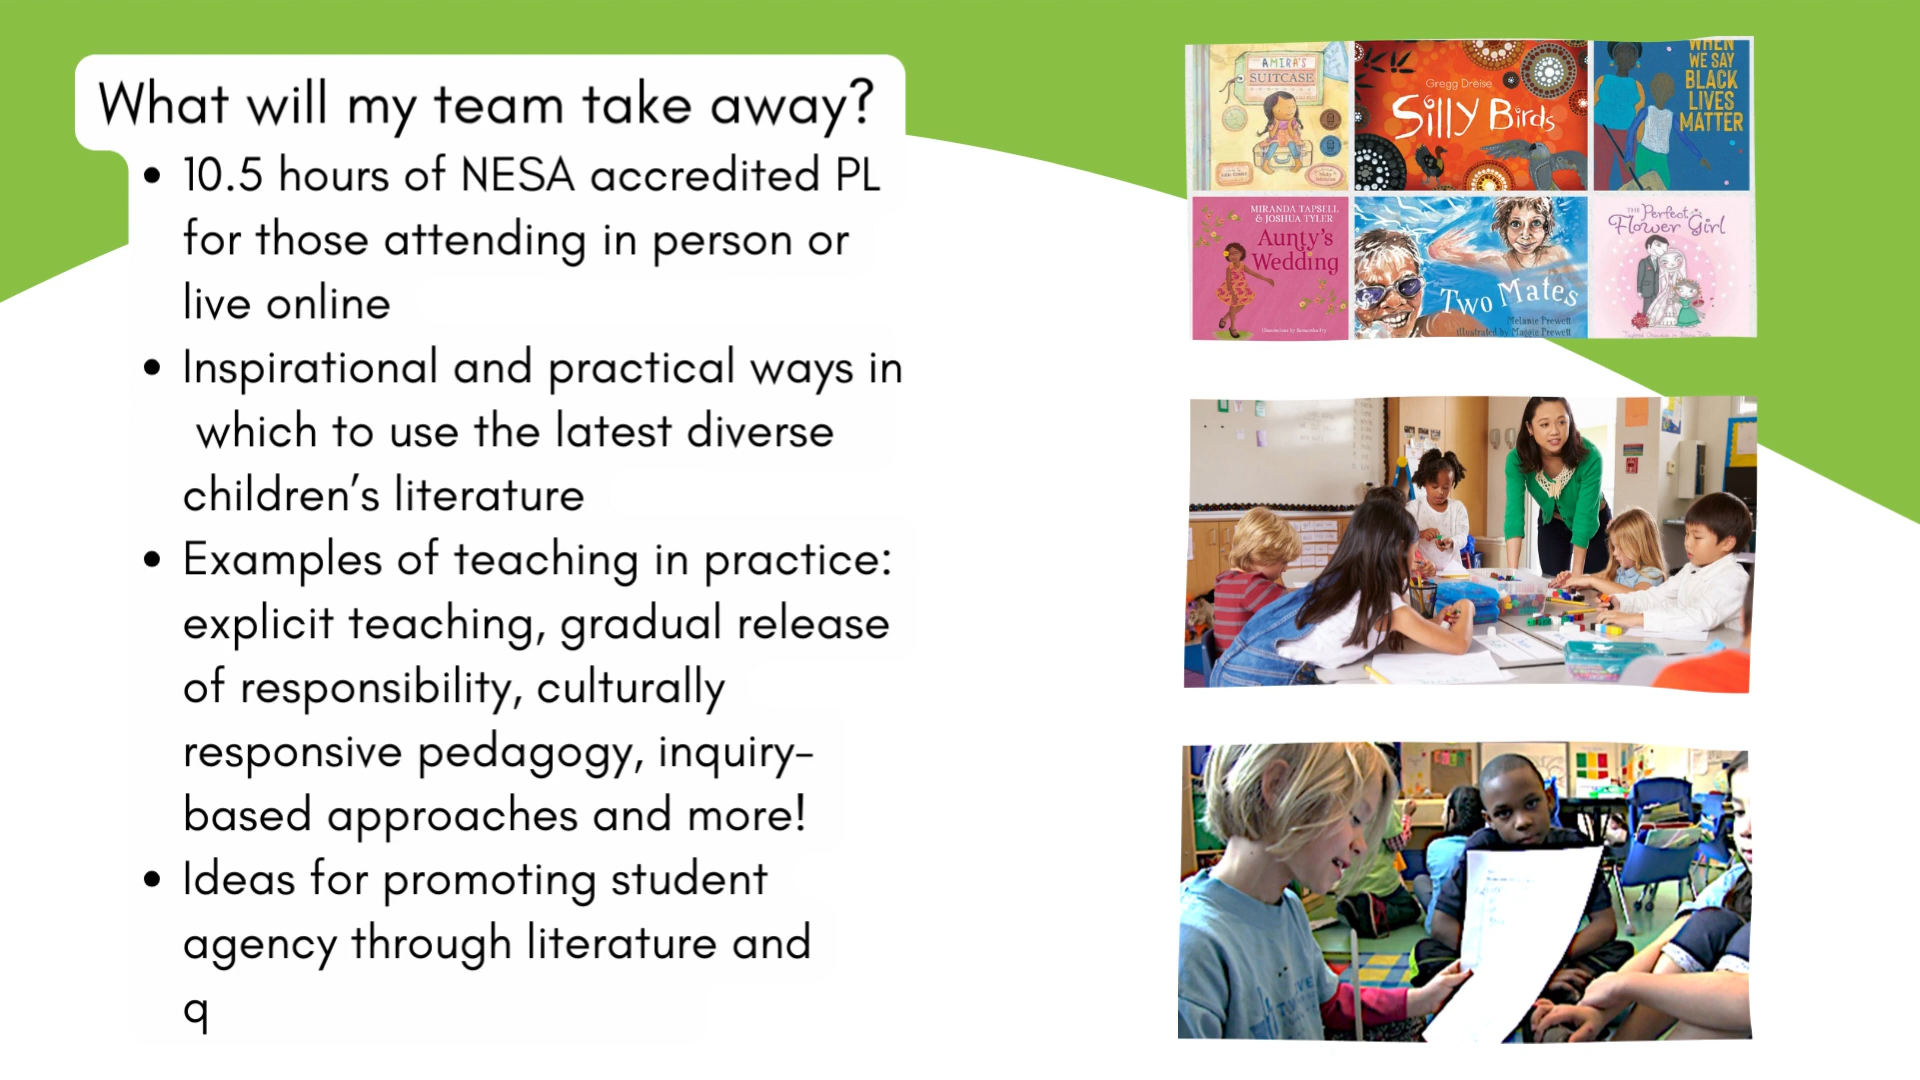 What will my team take away?
• 10.5 hours of NESA accredited PL
for those attending in person or
live online
• Inspirational and practical ways in
which to use the latest diverse
children's literature
• Examples of teaching in practice:
explicit teaching, gradual release
of responsibility, culturally
responsive pedagogy, inquiry-
based approaches and more!
• Ideas for promoting student
agency through literature and
q
AMIRA'S
SUITCASE
Gregg Dreise
Silly Birds
WHEN
WE SAY
BLACK
LIVES
MATTER
MIRANDA TAPSELL
& JOSHUA TYLER
Aunty's
Wedding
Illustrations by Samantha Fry
Two Mates
Melanie Prewett
illustrated by Maggie Prewett
THE Perfect
Flower Girl